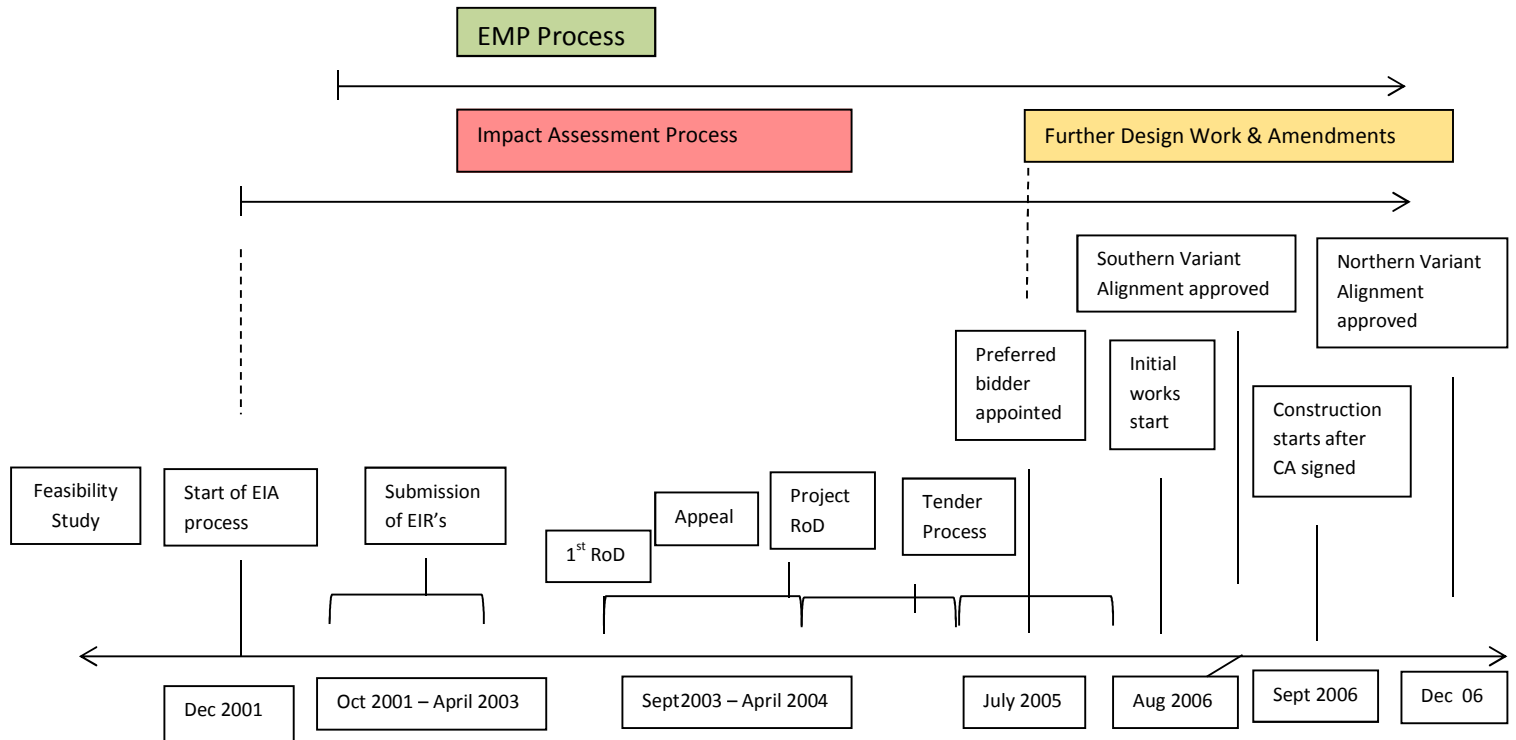 EMP Process
Impact Assessment Process
Further Design Work & Amendments
Southern Variant
Alignment approved
Northern Variant
Alignment
approved
Preferred
bidder
appointed
Initial
works
start
Construction
starts after
CA signed
Feasibility
Study
Start of EIA
process
Submission
of EIR’s
1st RoD
Appeal
Project
RoD
Tender
Process
Dec 2001
Oct 2001 – April 2003
Sept2003 – April 2004
July 2005
Aug 2006
Sept 2006
Dec 06